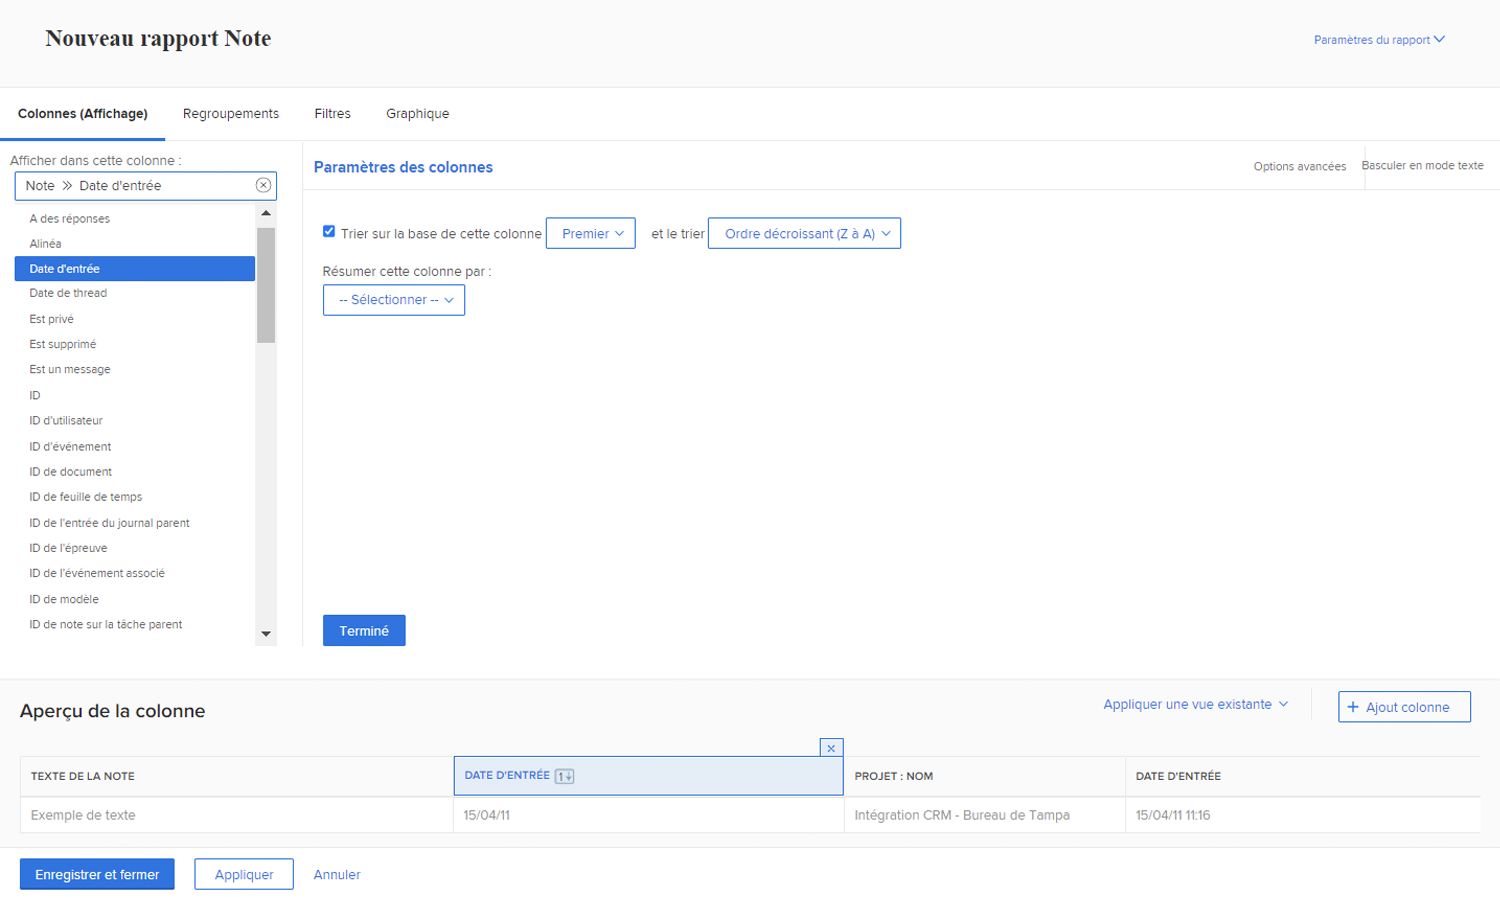 Nouveau rapport Note
Paramètres du rapport
Colonnes (Affichage)
Regroupements
Filtres
Graphique
Afficher dans cette colonne :
Note » Date d'entrée
A des réponses
Alinéa
Date d'entrée
Date de thread
Est privé
Est supprimé
Est un message
ID
ID d'utilisateur
ID d'événement
ID de document
ID de feuille de temps
ID de l'entrée du journal parent
ID de l'épreuve
ID de l'événement associé
ID de modèle
ID de note sur la tâche parent
Paramètres des colonnes
Options avancées
Basculer en mode texte
Trier sur la base de cette colonne Premier et le trier Ordre décroissant (Z à A)
Résumer cette colonne par :
-- Sélectionner --
Terminé
Aperçu de la colonne
Appliquer une vue existante
+ Ajout colonne
TEXTE DE LA NOTE
DATE D'ENTRÉE 1↓
PROJET : NOM
DATE D'ENTRÉE
Exemple de texte
15/04/11
Intégration CRM - Bureau de Tampa
15/04/11 11:16
Enregistrer et fermer
Appliquer
Annuler